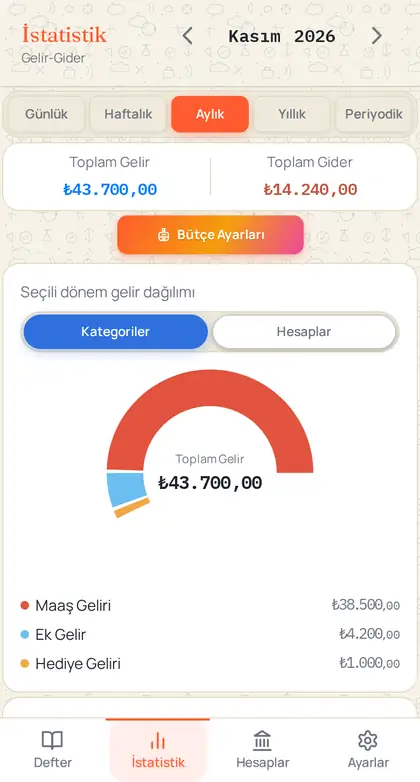 İstatistik
Gelir-Gider
Kasım 2026
Günlük Haftalık Aylık Yıllık Periyodik
Toplam Gelir Toplam Gider
₺43.700,00 ₺14.240,00
Bütçe Ayarları
Seçili dönem gelir dağılımı
Kategoriler Hesaplar
Toplam Gelir
₺43.700,00
Maaş Geliri ₺38.500,00
Ek Gelir ₺4.200,00
Hediye Geliri ₺1.000,00
Defter İstatistik Hesaplar Ayarlar